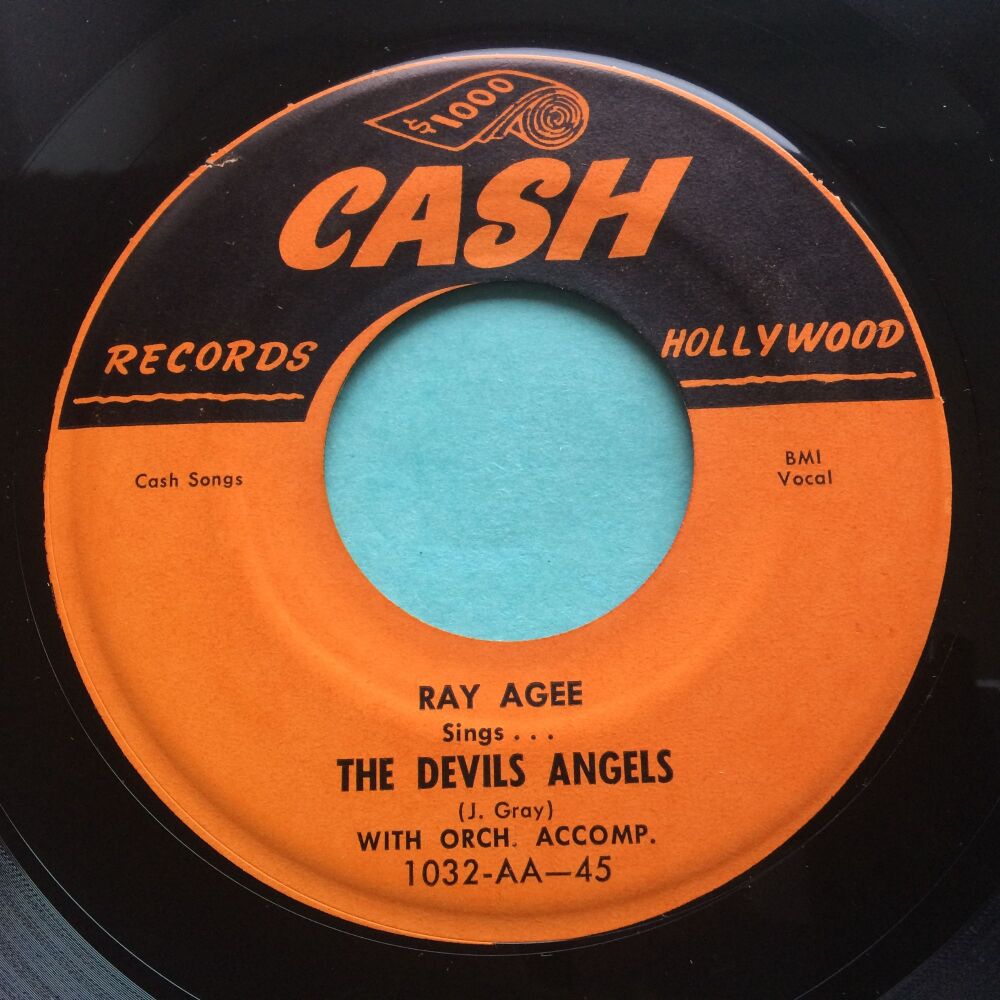 $1000
CASH
RECORDS
HOLLYWOOD
Cash Songs
BMI
Vocal
RAY AGEE
Sings . . .
THE DEVILS ANGELS
(J. Gray)
WITH ORCH. ACCOMP.
1032-AA—45